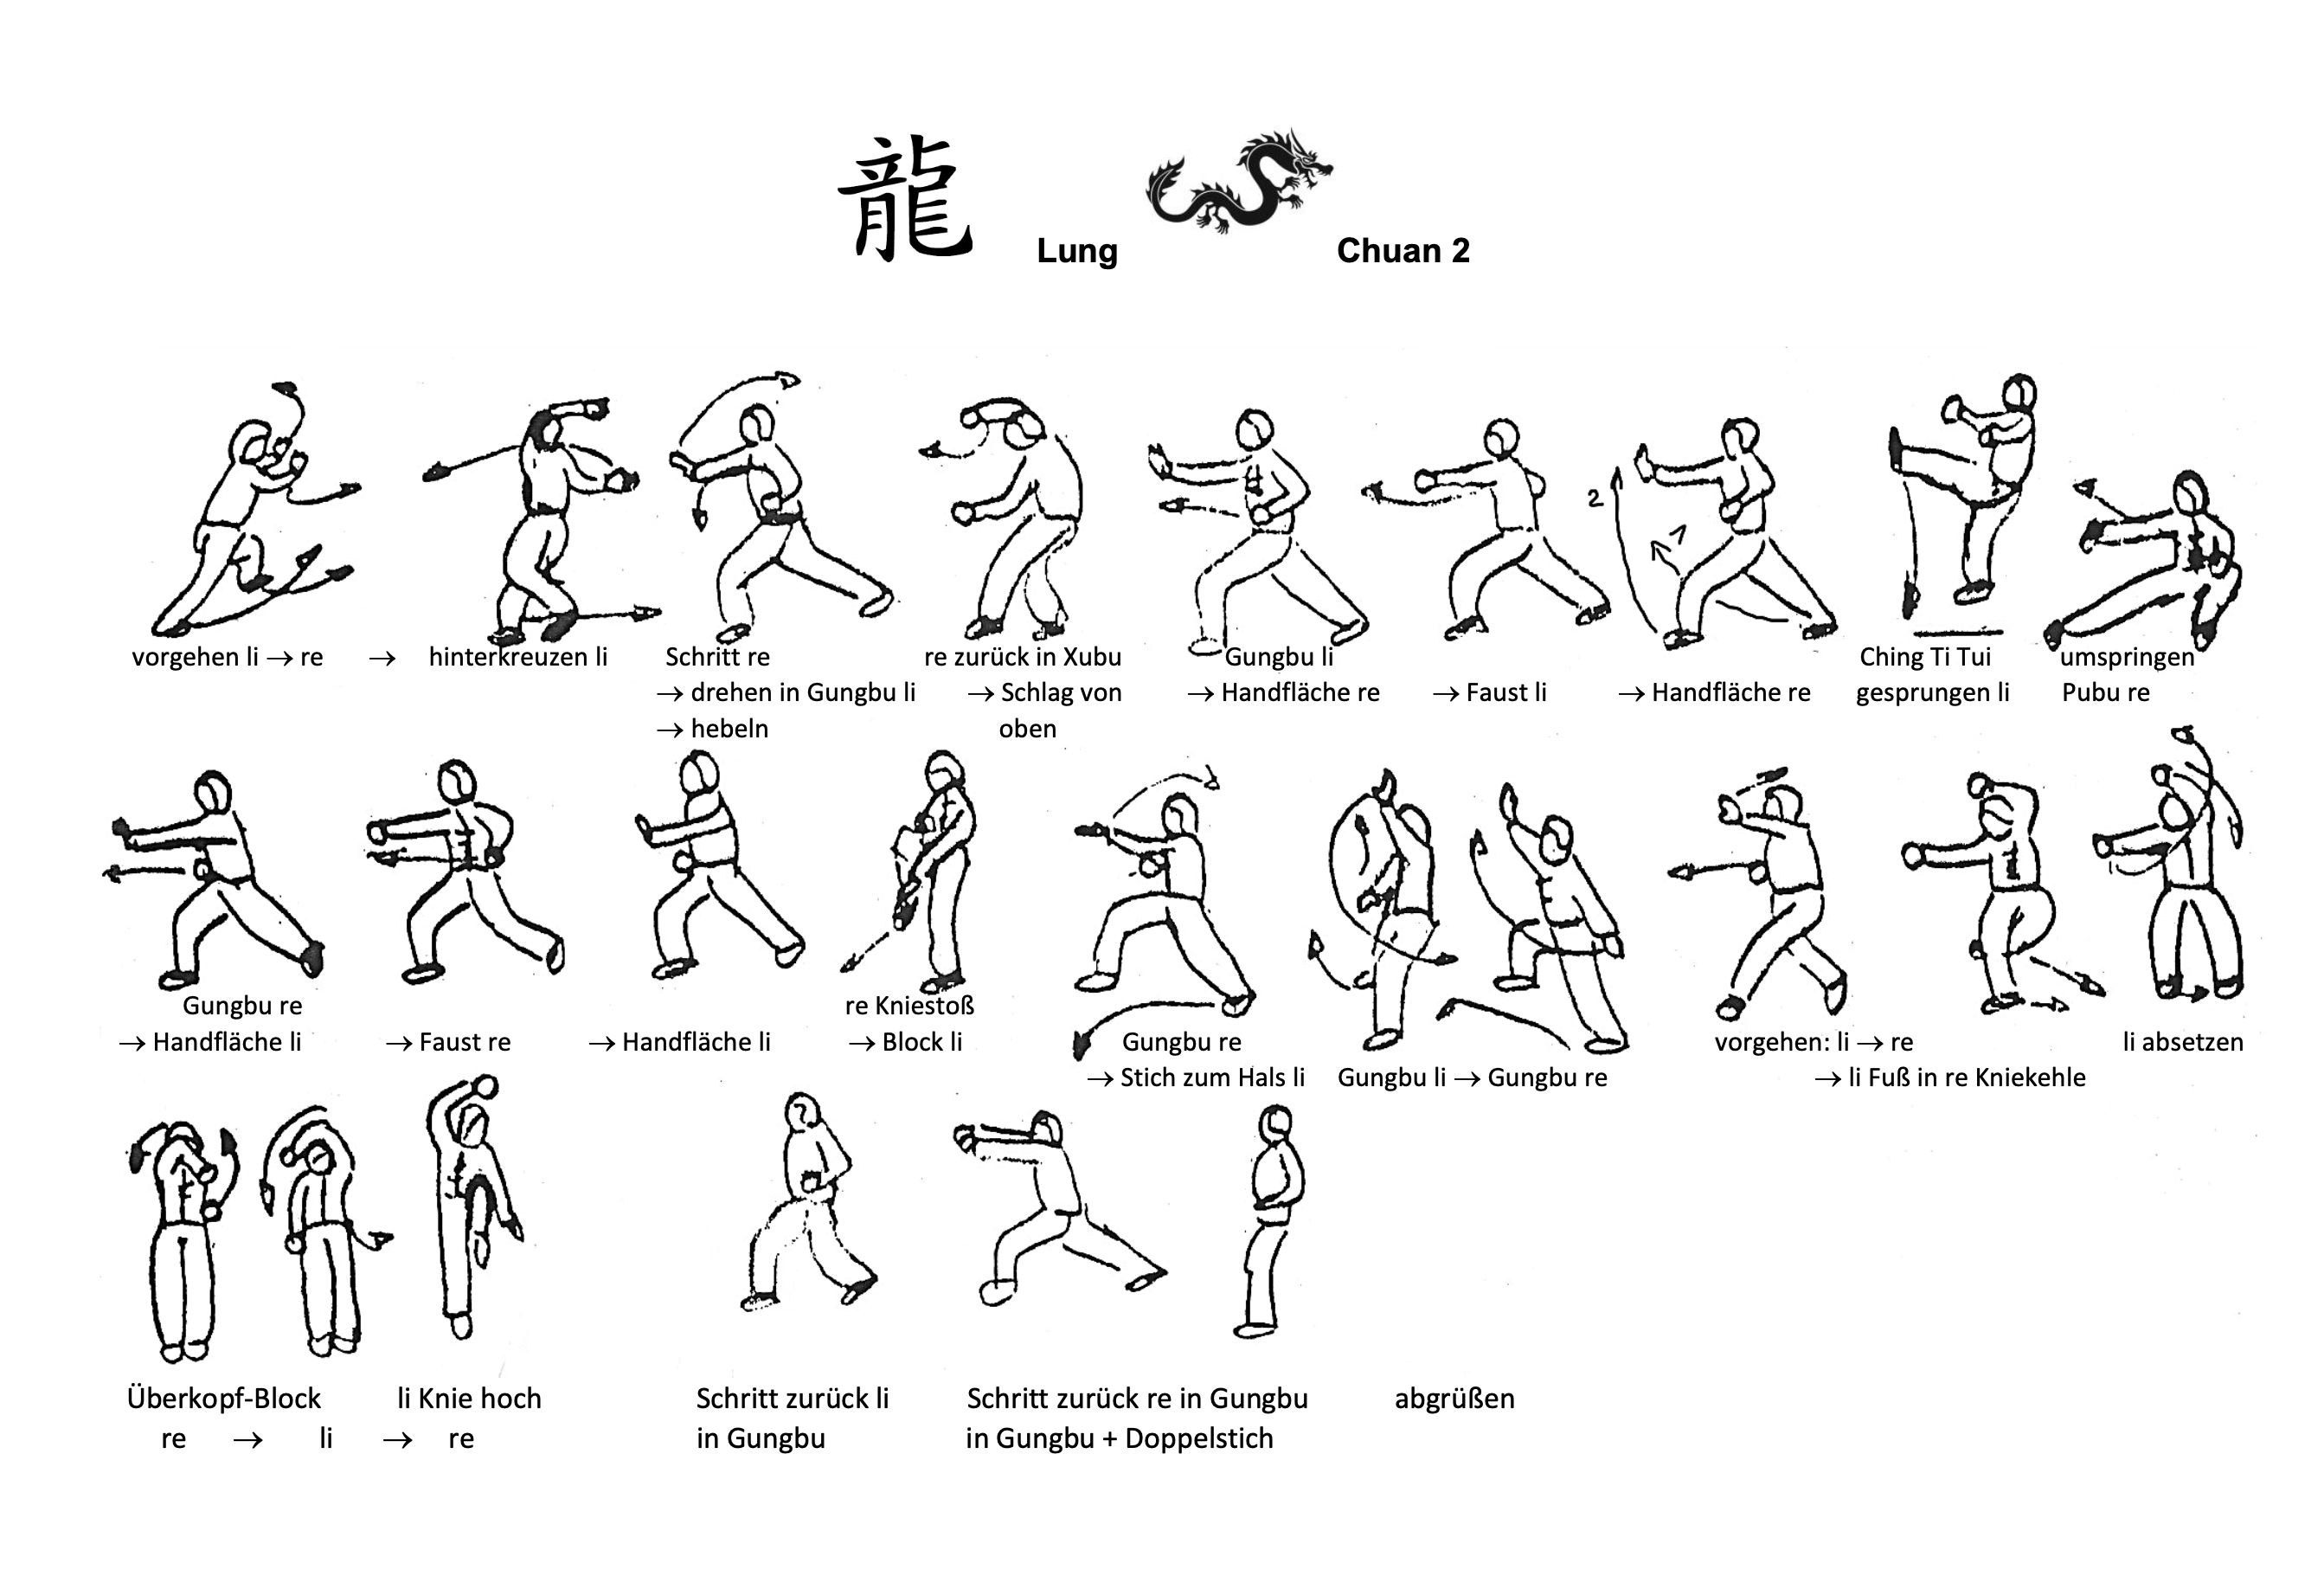 龍 Lung Chuan 2
vorgehen li → re → hinterkreuzen li Schritt re re zurück in Xubu Gungbu li Ching Ti Tui umspringen
→ drehen in Gungbu li → Schlag von → Handfläche re → Faust li → Handfläche re gesprungen li Pubu re
→ hebeln oben
2
1
Gungbu re re Kniestoß
→ Handfläche li → Faust re → Handfläche li → Block li Gungbu re vorgehen: li → re li absetzen
→ Stich zum Hals li Gungbu li → Gungbu re → li Fuß in re Kniekehle
Überkopf-Block li Knie hoch Schritt zurück li Schritt zurück re in Gungbu abgrüßen
re → li → re in Gungbu in Gungbu + Doppelstich